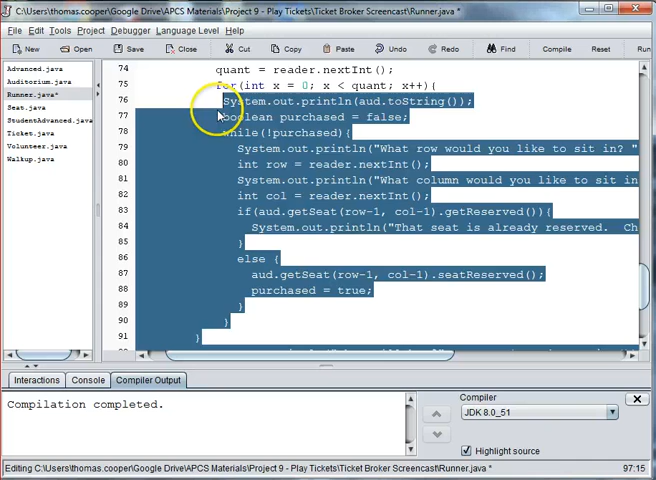 C:\Users\thomas.cooper\Google Drive\APCS Materials\Project 9 - Play Tickets\Ticket Broker Screencast\Runner.java *
File Edit Tools Project Debugger Language Level Help
New Open Save Close Cut Copy Paste Undo Redo Find Compile Reset Run
Advanced.java
Auditorium.java
Runner.java*
Seat.java
StudentAdvanced.java
Ticket.java
Volunteer.java
Walkup.java
74 quant = reader.nextInt();
75 for(int x = 0; x < quant; x++){
76 System.out.println(aud.toString());
77 boolean purchased = false;
78 while(!purchased){
79 System.out.println("What row would you like to sit in? "
80 int row = reader.nextInt();
81 System.out.println("What column would you like to sit in
82 int col = reader.nextInt();
83 if(aud.getSeat(row-1, col-1).getReserved()){
84 System.out.println("That seat is already reserved. Ch
85 }
86 else {
87 aud.getSeat(row-1, col-1).seatReserved();
88 purchased = true;
89 }
90 }
91 }
Interactions Console Compiler Output
Compilation completed.
Compiler
JDK 8.0_51
Highlight source
Editing C:\Users\thomas.cooper\Google Drive\APCS Materials\Project 9 - Play Tickets\Ticket Broker Screencast\Runner.java * 97:15